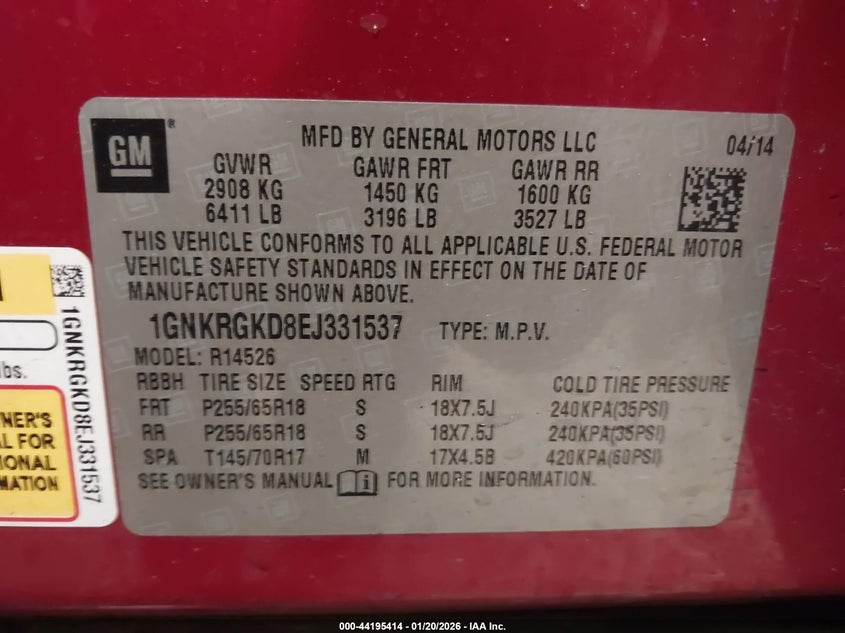 GM ®
MFD BY GENERAL MOTORS LLC
04/14
GVWR GAWR FRT GAWR RR
2908 KG 1450 KG 1600 KG
6411 LB 3196 LB 3527 LB
THIS VEHICLE CONFORMS TO ALL APPLICABLE U.S. FEDERAL MOTOR
VEHICLE SAFETY STANDARDS IN EFFECT ON THE DATE OF
MANUFACTURE SHOWN ABOVE.
1GNKRGKD8EJ331537 TYPE: M.P.V.
MODEL: R14526
RBBH TIRE SIZE SPEED RTG RIM COLD TIRE PRESSURE
FRT P255/65R18 S 18X7.5J 240KPA(35PSI)
RR P255/65R18 S 18X7.5J 240KPA(35PSI)
SPA T145/70R17 M 17X4.5B 420KPA(60PSI)
SEE OWNER'S MANUAL i FOR MORE INFORMATION.
lbs.
NER'S
AL FOR
IONAL
MATION
1GNKRGKD8EJ331537
000-44195414 - 01/20/2026 - IAA Inc.